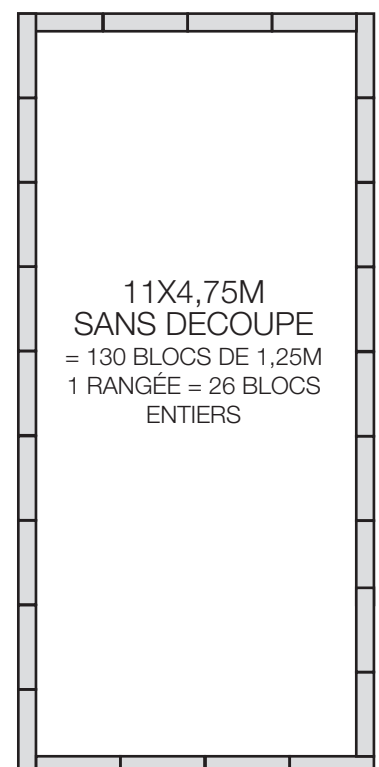 11X4,75M
SANS DECOUPE
= 130 BLOCS DE 1,25M
1 RANGÉE = 26 BLOCS
ENTIERS